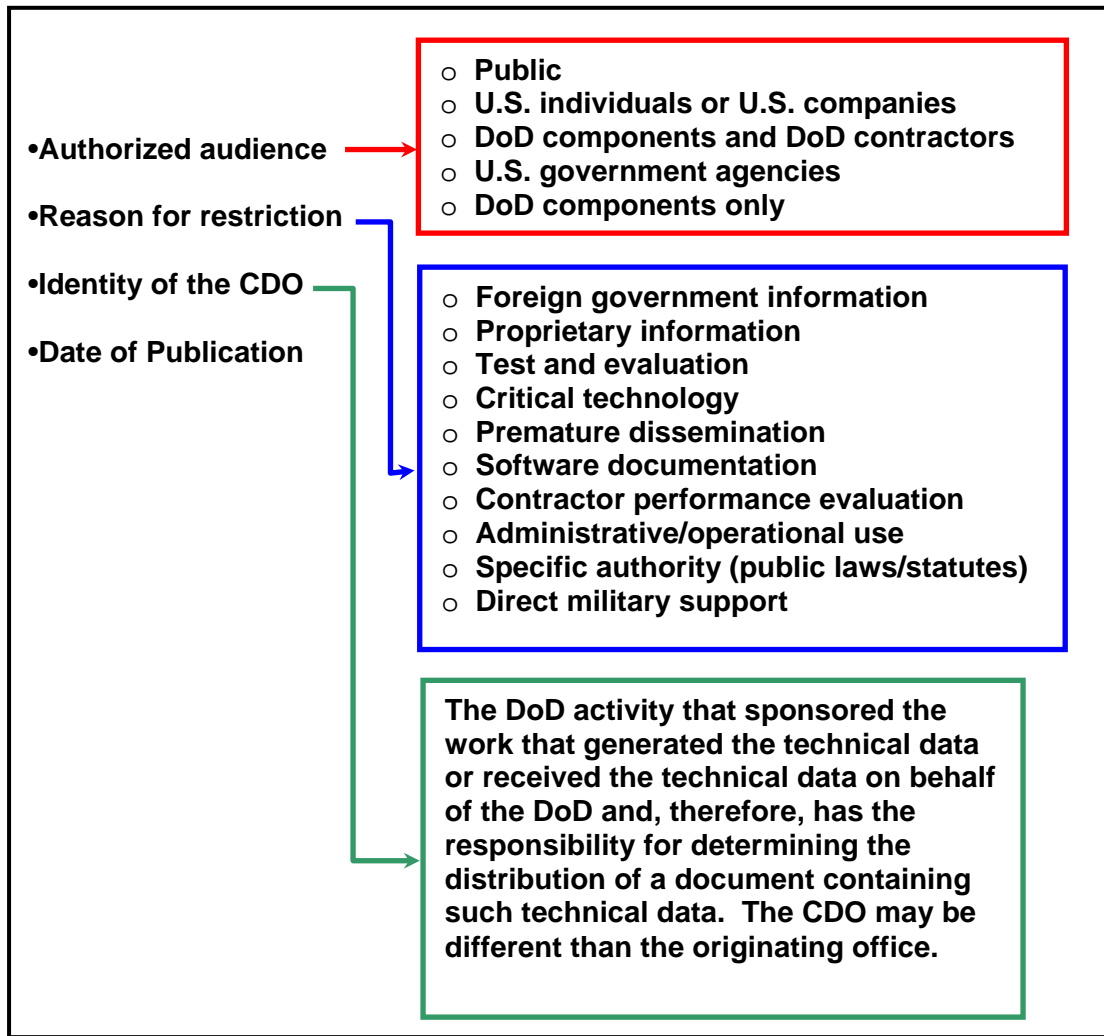 •Authorized audience
•Reason for restriction
•Identity of the CDO
•Date of Publication
o Public
o U.S. individuals or U.S. companies
o DoD components and DoD contractors
o U.S. government agencies
o DoD components only
o Foreign government information
o Proprietary information
o Test and evaluation
o Critical technology
o Premature dissemination
o Software documentation
o Contractor performance evaluation
o Administrative/operational use
o Specific authority (public laws/statutes)
o Direct military support
The DoD activity that sponsored the
work that generated the technical data
or received the technical data on behalf
of the DoD and, therefore, has the
responsibility for determining the
distribution of a document containing
such technical data.  The CDO may be
different than the originating office.